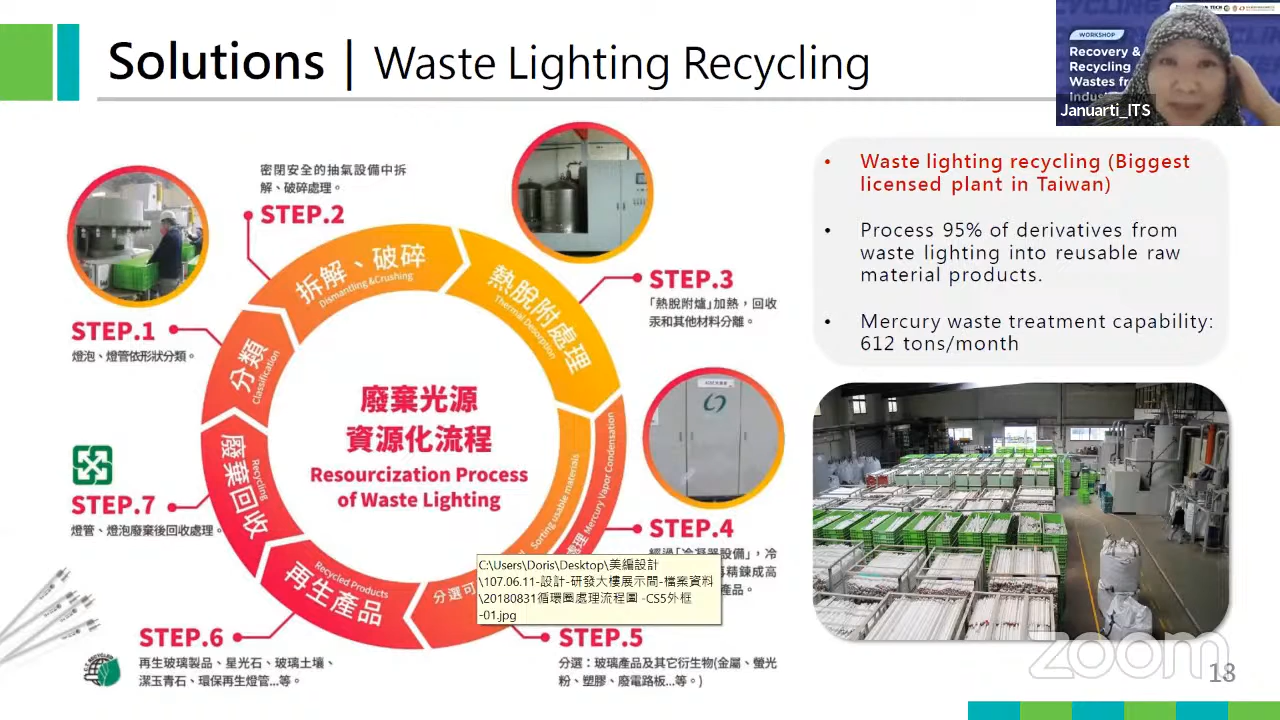 Solutions | Waste Lighting Recycling
WORKSHOP
Recovery &
Recycling
Wastes
Januarti_ITS
密閉安全的抽氣設備中拆
解、破碎處理。
STEP.2
拆解、破碎
Dismantling &Crushing
熱脫附處理
Thermal Desorption
STEP.3
「熱脫附爐」加熱，回收
汞和其他材料分離。
STEP.1
燈泡、燈管依形狀分類。
分類
Classification
廢棄光源
資源化流程
Resourcization Process
of Waste Lighting
Mercury Vapor Condensation
處理
Sorting usable materials
分選可
STEP.4
經過「冷凝器設備」，冷
再精鍊成高
產品。
廢棄回收
Recycling
STEP.7
燈管、燈泡廢棄後回收處理。
再生產品
Recycled Products
STEP.6
再生玻璃製品、星光石、玻璃土壤、
潔玉青石、環保再生燈管...等。
STEP.5
分選：玻璃產品及其它衍生物(金屬、螢光
粉、塑膠、廢電路板...等。)
C:\Users\Doris\Desktop\美編設計
\107.06.11-設計-研發大樓展示間-檔案資料
\20180831循環圈處理流程圖 -CS5外框
-01.jpg
• Waste lighting recycling (Biggest
licensed plant in Taiwan)
• Process 95% of derivatives from
waste lighting into reusable raw
material products.
• Mercury waste treatment capability:
612 tons/month
zoom
18